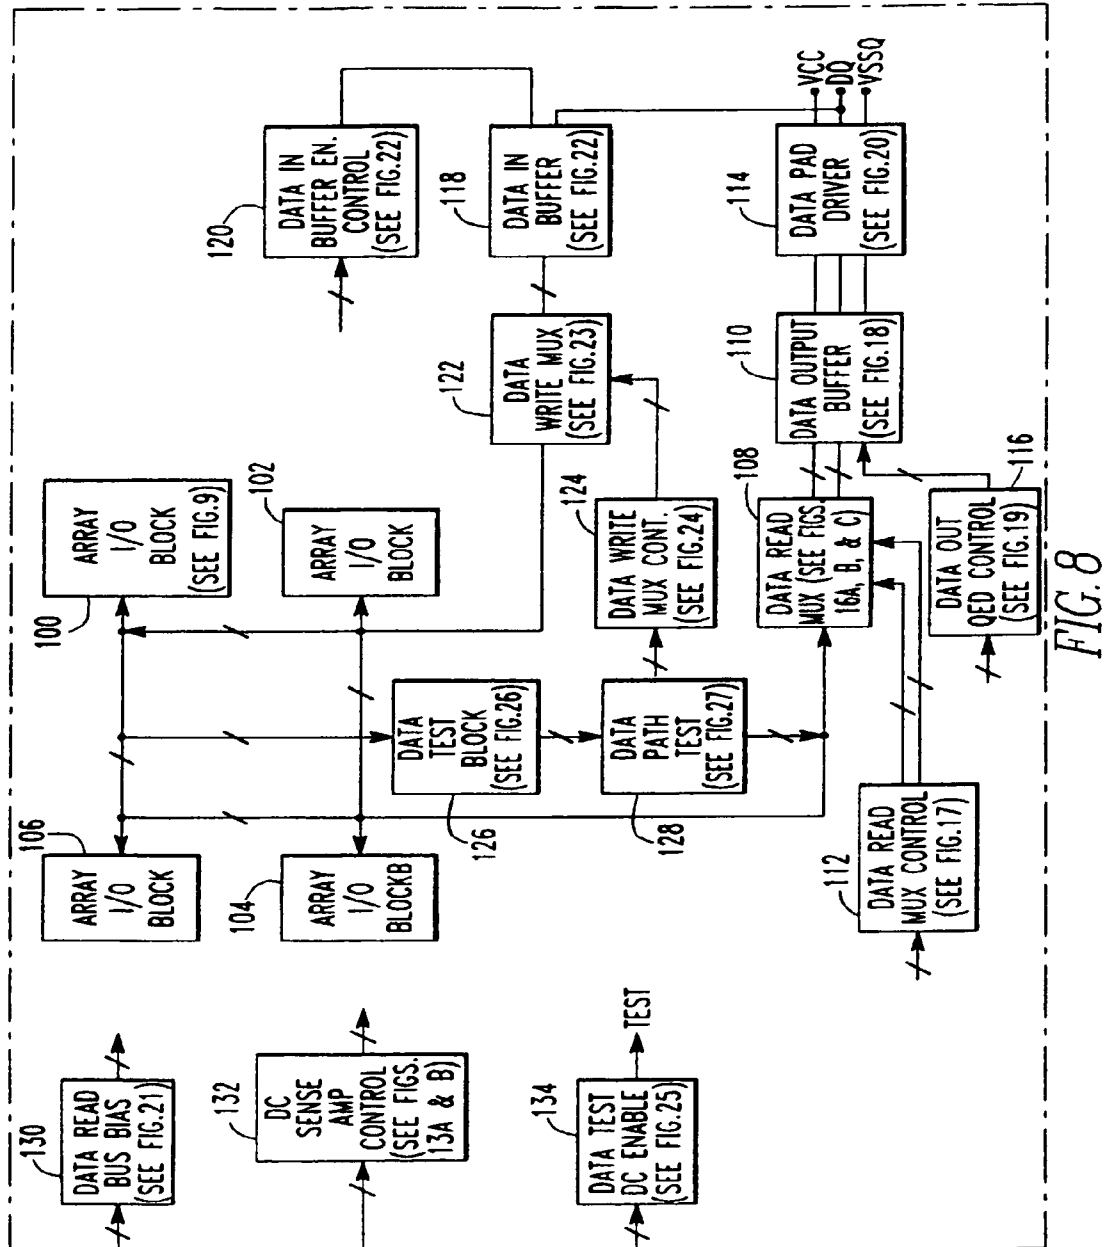 130
DATA READ
BUS BIAS
(SEE FIG.21)
132
DC
SENSE
AMP
CONTROL
(SEE FIGS.
13A & B)
134
DATA TEST
DC ENABLE
(SEE FIG.25)
TEST
106
ARRAY
I/O
BLOCK
104
ARRAY
I/O
BLOCKB
100
ARRAY
I/O
BLOCK
(SEE FIG.9)
102
ARRAY
I/O
BLOCK
126
DATA
TEST
BLOCK
(SEE FIG.26)
128
DATA
PATH
TEST
(SEE FIG.27)
124
DATA WRITE
MUX CONT.
(SEE FIG.24)
122
DATA
WRITE MUX
(SEE FIG.23)
120
DATA IN
BUFFER EN.
CONTROL
(SEE FIG.22)
118
DATA IN
BUFFER
(SEE FIG.22)
112
DATA READ
MUX CONTROL
(SEE FIG.17)
108
DATA READ
MUX (SEE FIGS.
16A, B, & C)
116
DATA OUT
QED CONTROL
(SEE FIG.19)
110
DATA OUTPUT
BUFFER
(SEE FIG.18)
114
DATA PAD
DRIVER
(SEE FIG.20)
VCC
DQ
VSSQ
FIG. 8